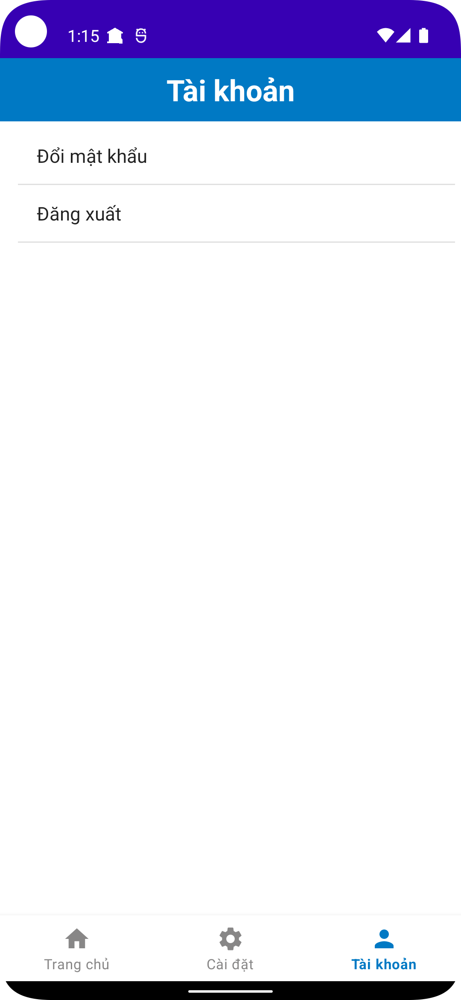 1:15
Tài khoản
Đổi mật khẩu
Đăng xuất
Trang chủ
Cài đặt
Tài khoản